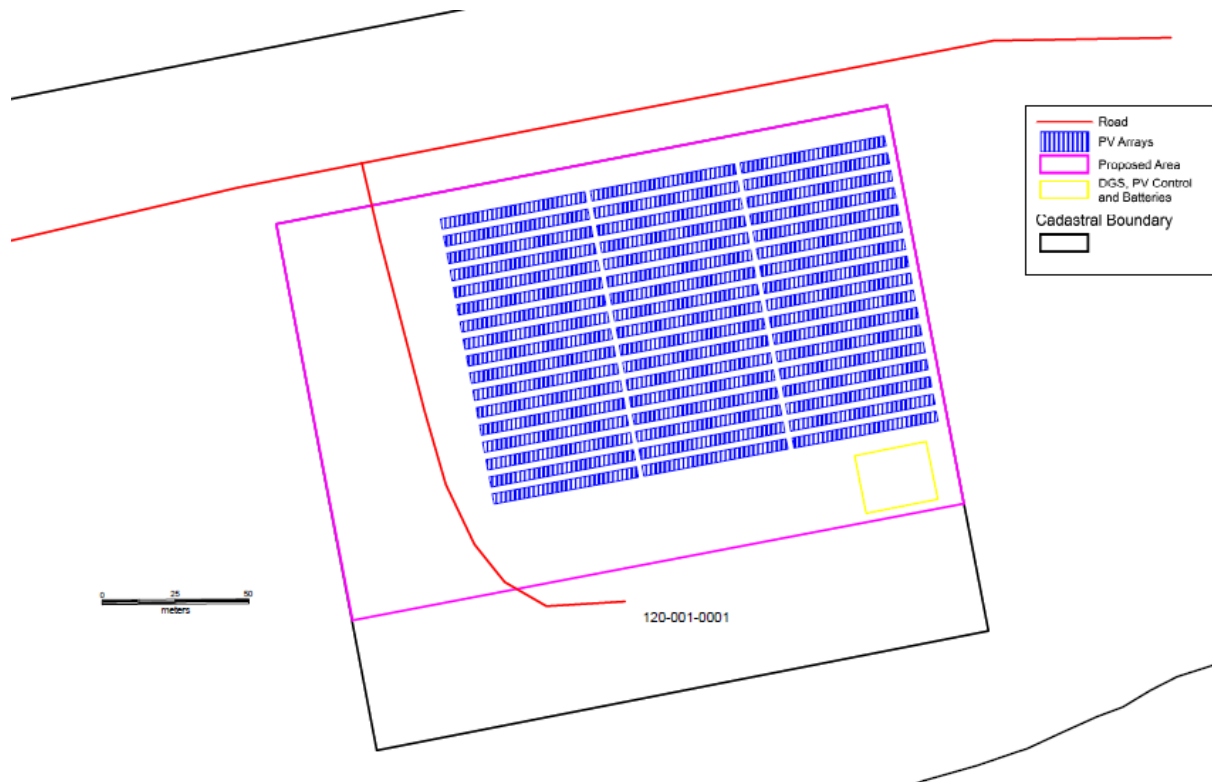 Road
PV Arrays
Proposed Area
DGS, PV Control
and Batteries
Cadastral Boundary
0 25 50
meters
120-001-0001